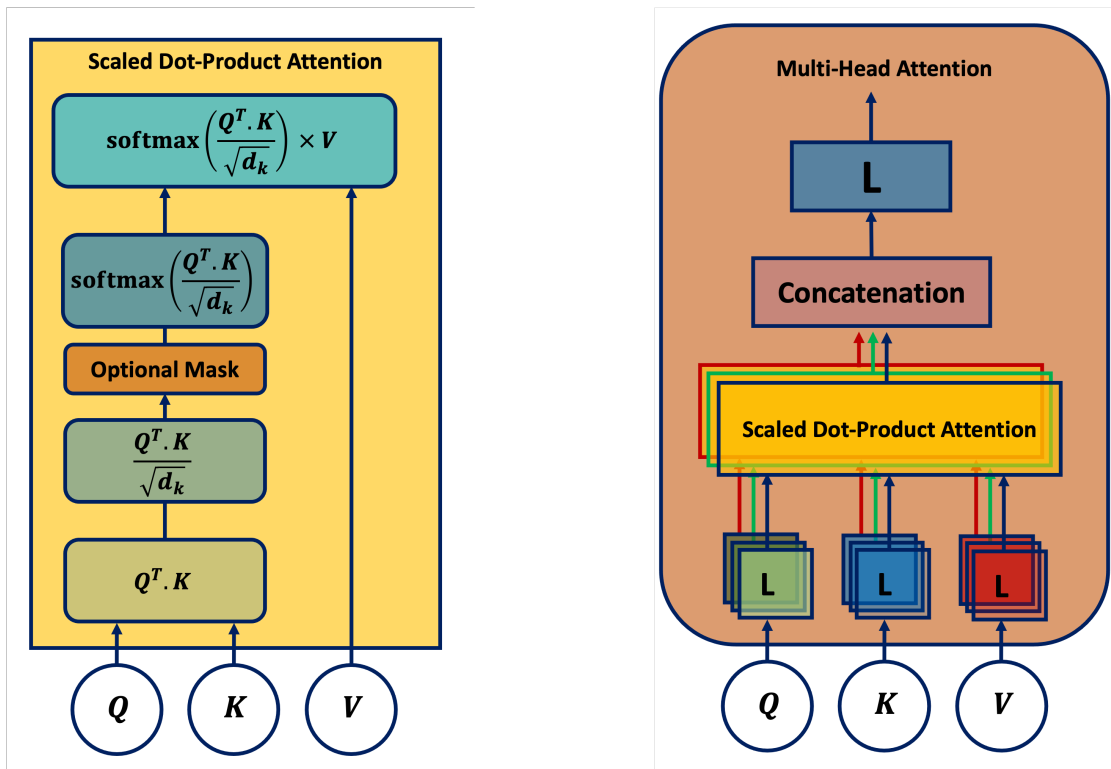 Scaled Dot-Product Attention
softmax(Q^T . K / √d_k) × V
softmax(Q^T . K / √d_k)
Optional Mask
Q^T . K / √d_k
Q^T . K
Q K V
Multi-Head Attention
L
Concatenation
Scaled Dot-Product Attention
L L L
Q K V